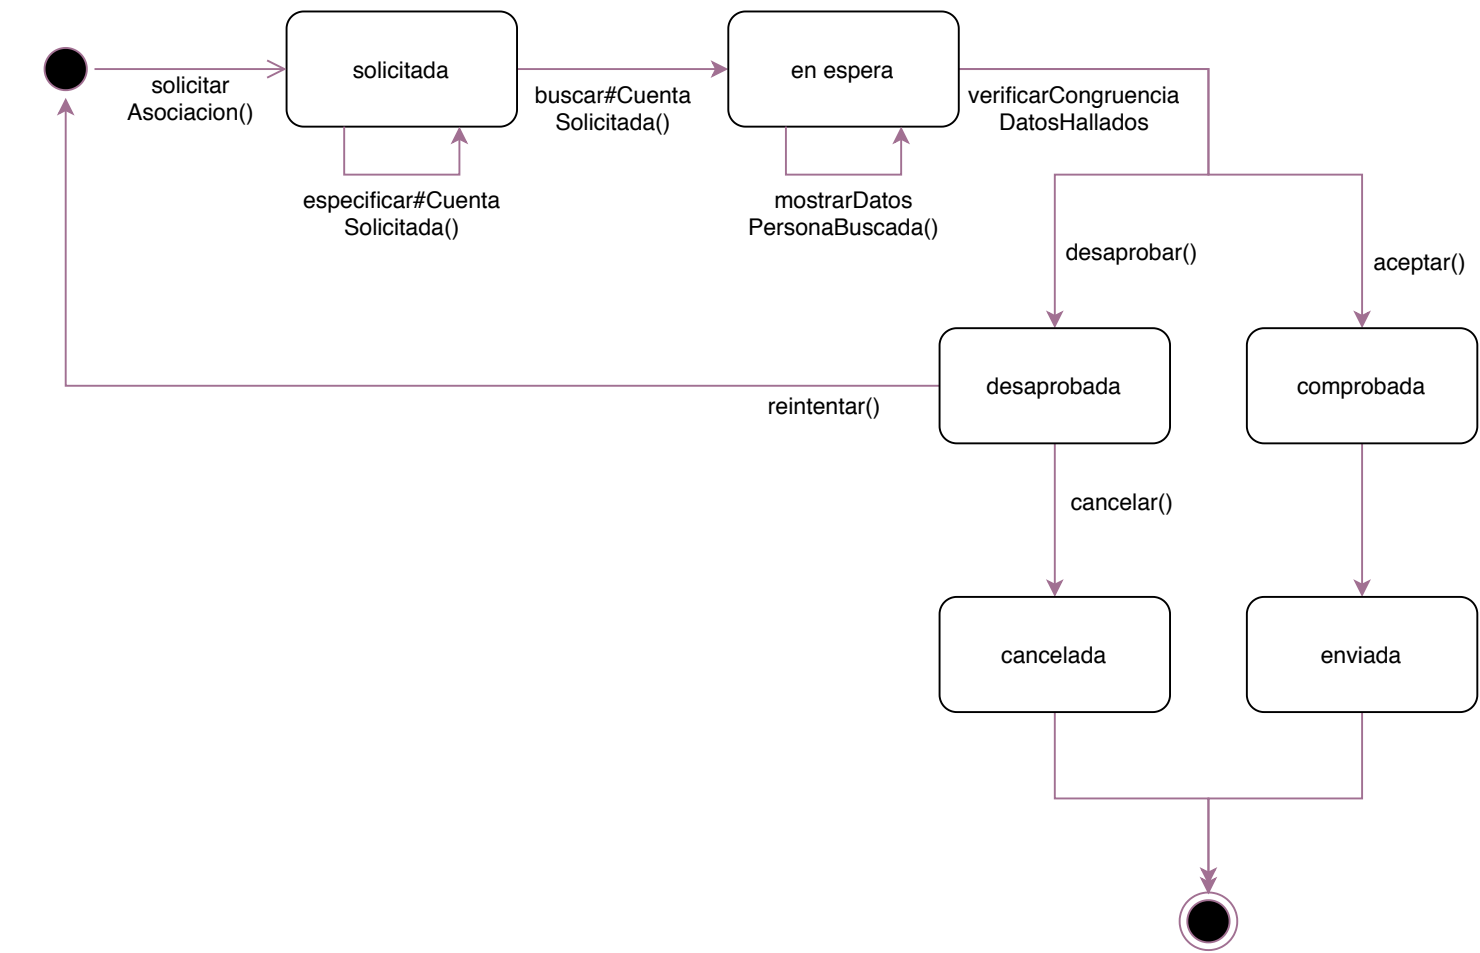 solicitada
en espera
solicitar
Asociacion()
buscar#Cuenta
Solicitada()
verificarCongruencia
DatosHallados
especificar#Cuenta
Solicitada()
mostrarDatos
PersonaBuscada()
desaprobar()
aceptar()
desaprobada
comprobada
reintentar()
cancelar()
cancelada
enviada